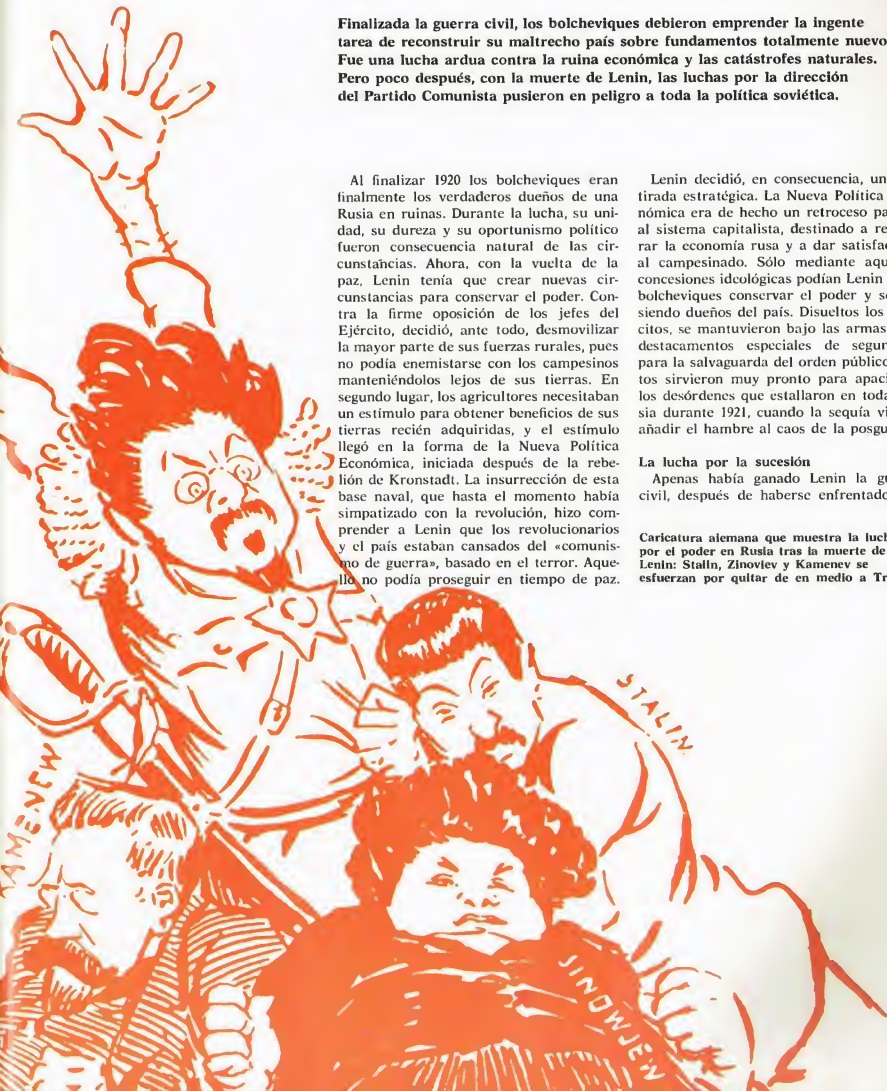 Finalizada la guerra civil, los bolcheviques debieron emprender la ingente
tarea de reconstruir su maltrecho país sobre fundamentos totalmente nuevo
Fue una lucha ardua contra la ruina económica y las catástrofes naturales.
Pero poco después, con la muerte de Lenin, las luchas por la dirección
del Partido Comunista pusieron en peligro a toda la política soviética.
Al finalizar 1920 los bolcheviques eran
finalmente los verdaderos dueños de una
Rusia en ruinas. Durante la lucha, su uni-
dad, su dureza y su oportunismo político
fueron consecuencia natural de las cir-
cunstancias. Ahora, con la vuelta de la
paz, Lenin tenía que crear nuevas cir-
cunstancias para conservar el poder. Con-
tra la firme oposición de los jefes del
Ejército, decidió, ante todo, desmovilizar
la mayor parte de sus fuerzas rurales, pues
no podía enemistarse con los campesinos
manteniéndolos lejos de sus tierras. En
segundo lugar, los agricultores necesitaban
un estímulo para obtener beneficios de sus
tierras recién adquiridas, y el estímulo
llegó en la forma de la Nueva Política
Económica, iniciada después de la rebe-
lión de Kronstadt. La insurrección de esta
base naval, que hasta el momento había
simpatizado con la revolución, hizo com-
prender a Lenin que los revolucionarios
y el país estaban cansados del «comunis-
mo de guerra», basado en el terror. Aque-
llo no podía proseguir en tiempo de paz.
Lenin decidió, en consecuencia, un
tirada estratégica. La Nueva Política
nómica era de hecho un retroceso pa
al sistema capitalista, destinado a re
rar la economía rusa y a dar satisfac
al campesinado. Sólo mediante aqu
concesiones ideológicas podían Lenin
bolcheviques conservar el poder y s
siendo dueños del país. Disueltos los
citos, se mantuvieron bajo las armas
destacamentos especiales de segur
para la salvaguarda del orden público
tos sirvieron muy pronto para apaci
los desórdenes que estallaron en toda
sia durante 1921, cuando la sequía vi
añadir el hambre al caos de la posgu
La lucha por la sucesión
Apenas había ganado Lenin la gu
civil, después de haberse enfrentado
Caricatura alemana que muestra la luch
por el poder en Rusia tras la muerte de
Lenin: Stalin, Zinoviev y Kamenev se
esfuerzan por quitar de en medio a Tr
STALIN
KAMENEW
SINOWJEW